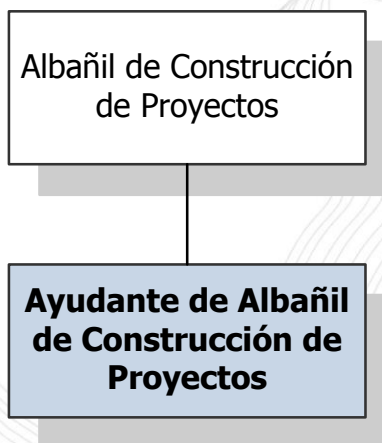 Albañil de Construcción
de Proyectos
Ayudante de Albañil
de Construcción de
Proyectos